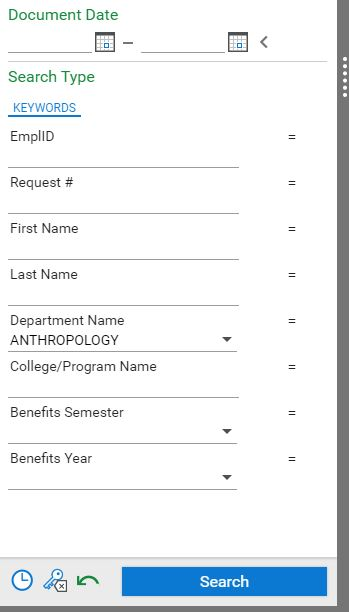 Document Date
–
Search Type
KEYWORDS
EmplID =
Request # =
First Name =
Last Name =
Department Name =
ANTHROPOLOGY
College/Program Name =
Benefits Semester =
Benefits Year =
Search